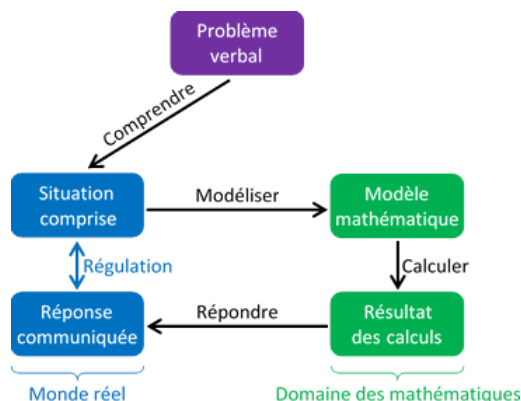 Problème
verbal
Comprendre
Situation
comprise
Modéliser
Modèle
mathématique
Régulation
Calculer
Réponse
communiquée
Répondre
Résultat
des calculs
Monde réel
Domaine des mathématiques